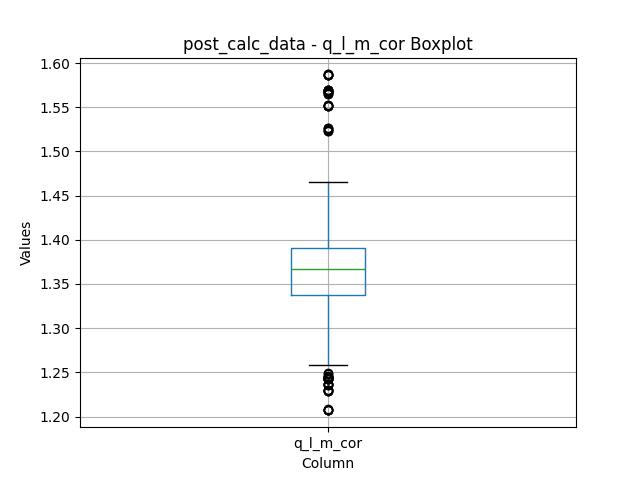 post_calc_data - q_l_m_cor Boxplot
1.60
1.55
1.50
1.45
1.40
1.35
1.30
1.25
1.20
Values
q_l_m_cor
Column